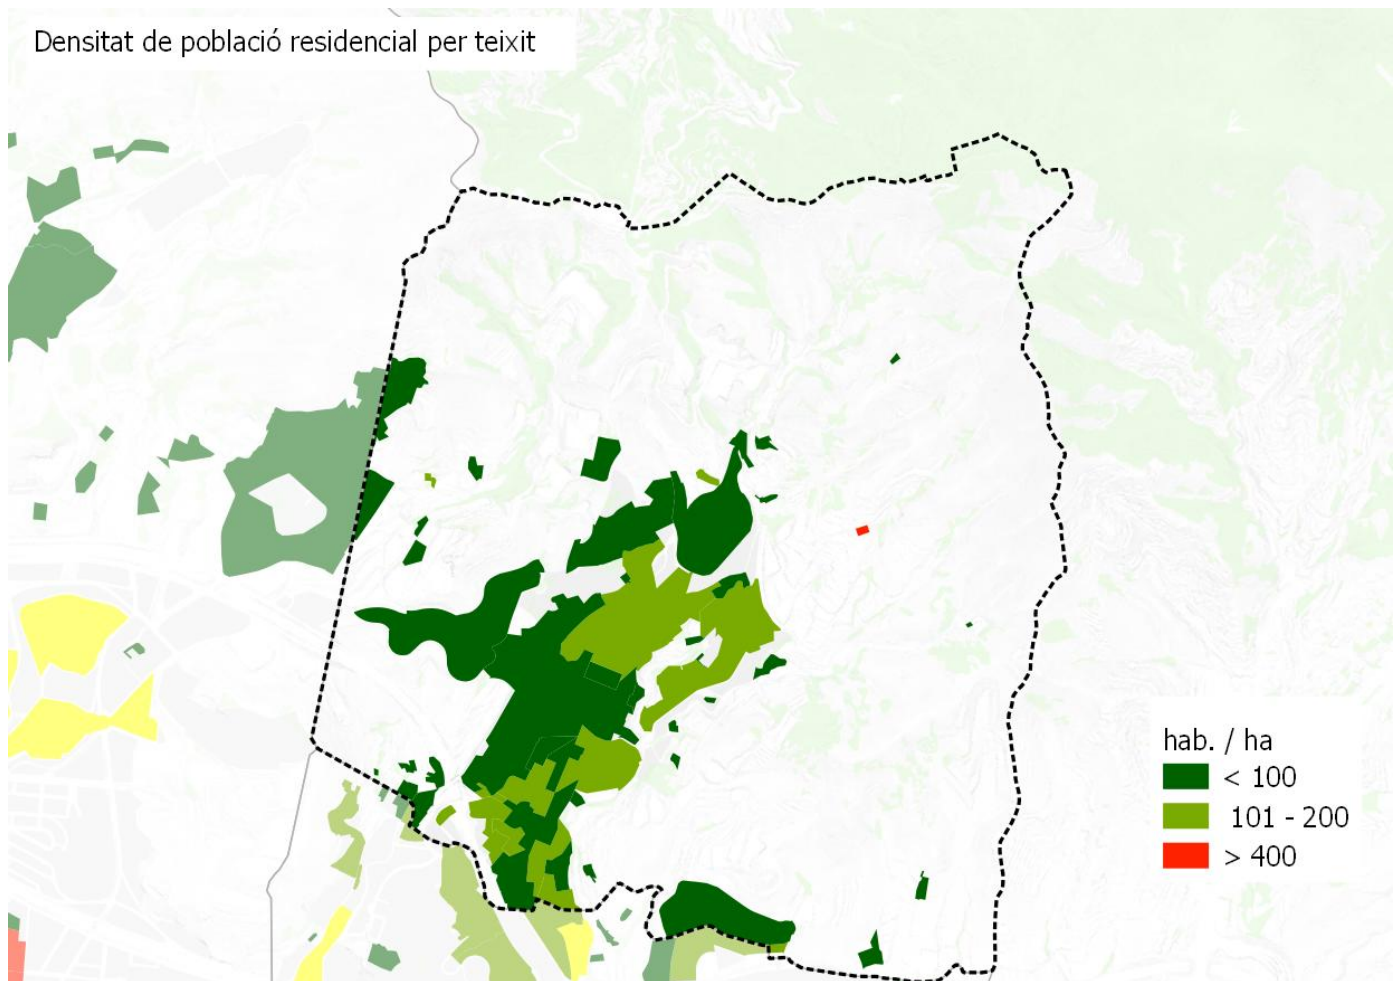 Densitat de població residencial per teixit
hab. / ha
< 100
101 - 200
> 400